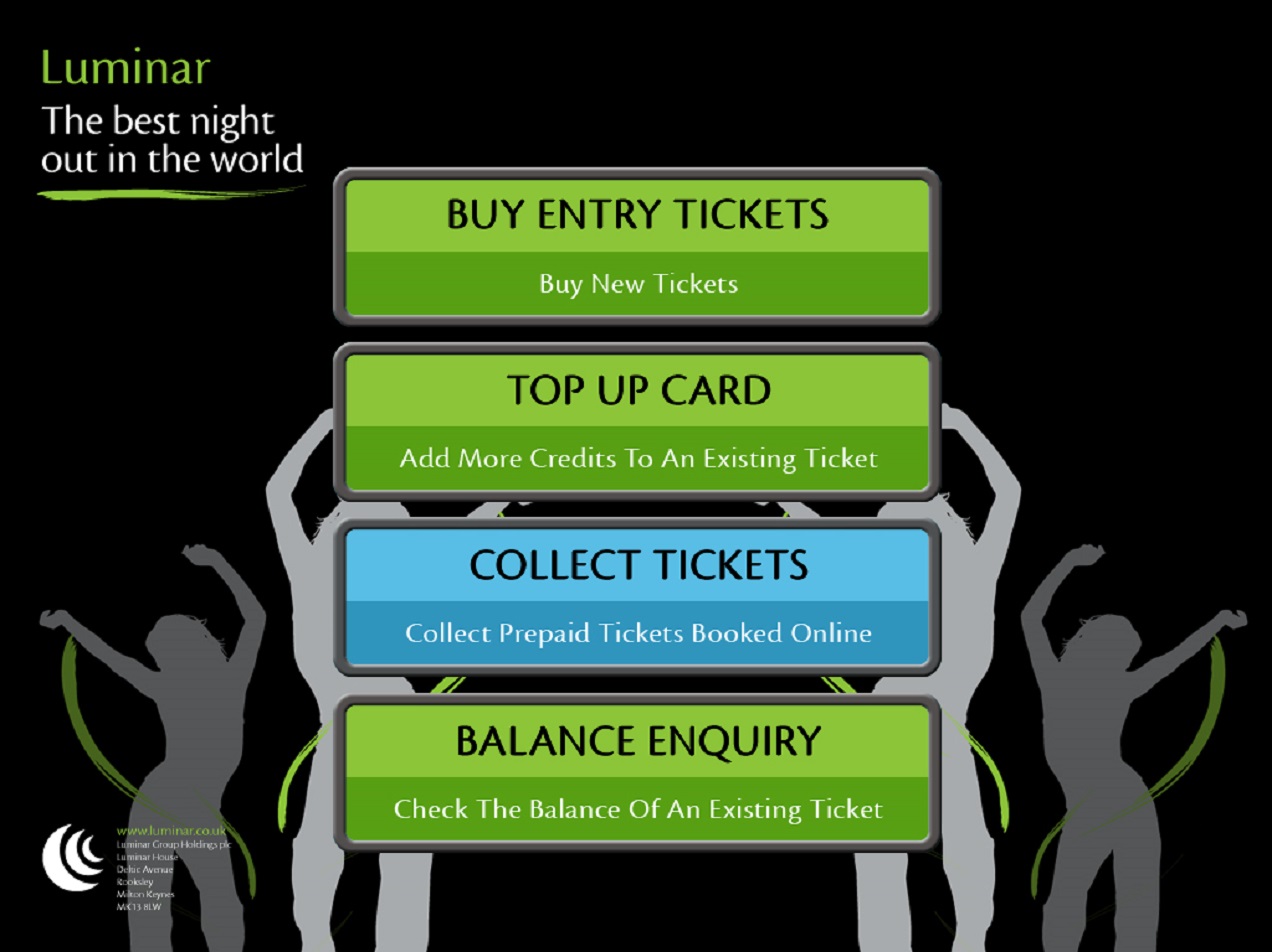 Luminar
The best night
out in the world
BUY ENTRY TICKETS
Buy New Tickets
TOP UP CARD
Add More Credits To An Existing Ticket
COLLECT TICKETS
Collect Prepaid Tickets Booked Online
BALANCE ENQUIRY
Check The Balance Of An Existing Ticket
www.luminar.co.uk
Luminar Group Holdings plc
Luminar House
Deltic Avenue
Rooksley
Milton Keynes
MK13 8LW